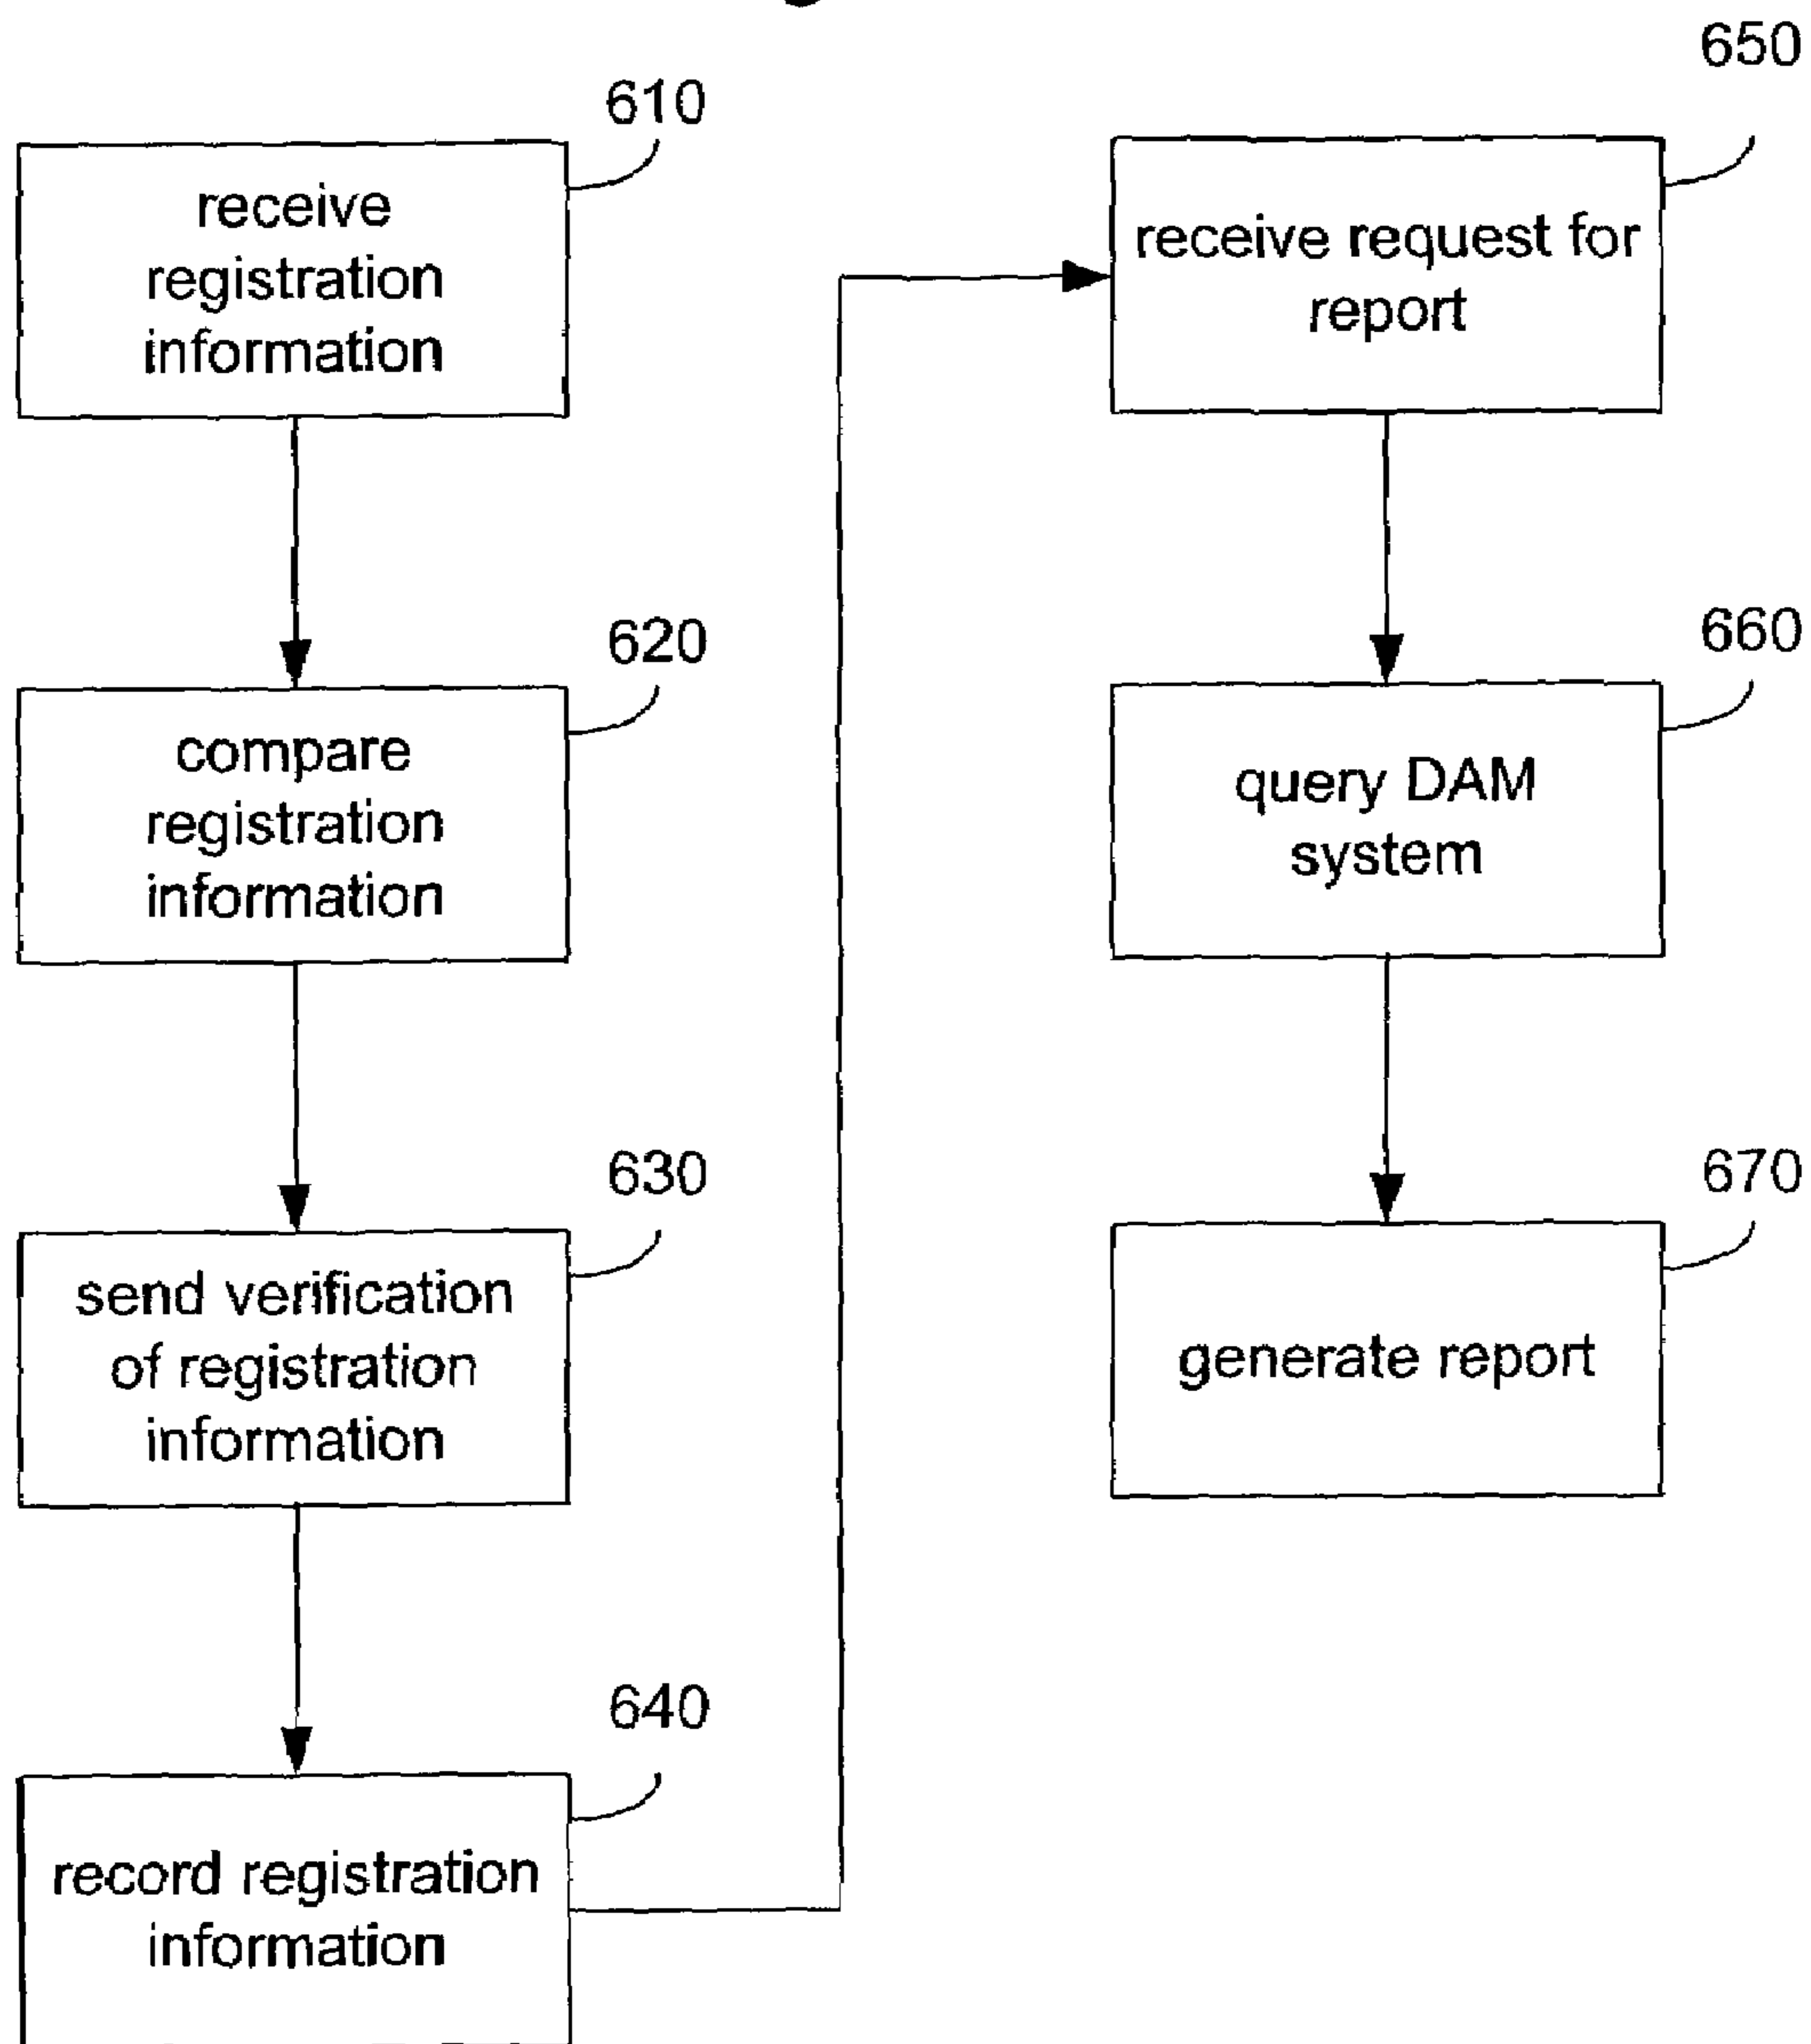 610
receive
registration
information
620
compare
registration
information
630
send verification
of registration
information
640
record registration
information
650
receive request for
report
660
query DAM
system
670
generate report